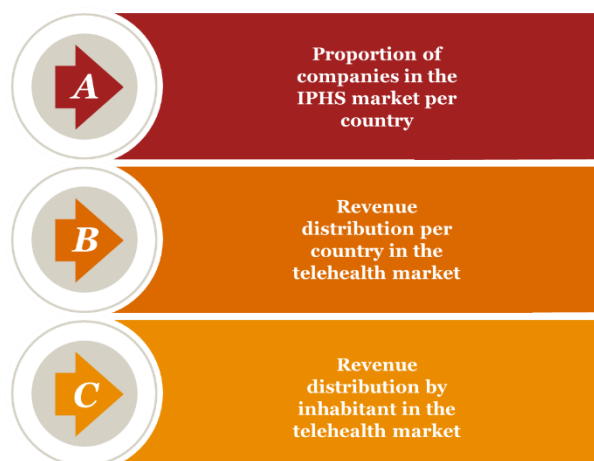 A
Proportion of
companies in the
IPHS market per
country
B
Revenue
distribution per
country in the
telehealth market
C
Revenue
distribution by
inhabitant in the
telehealth market